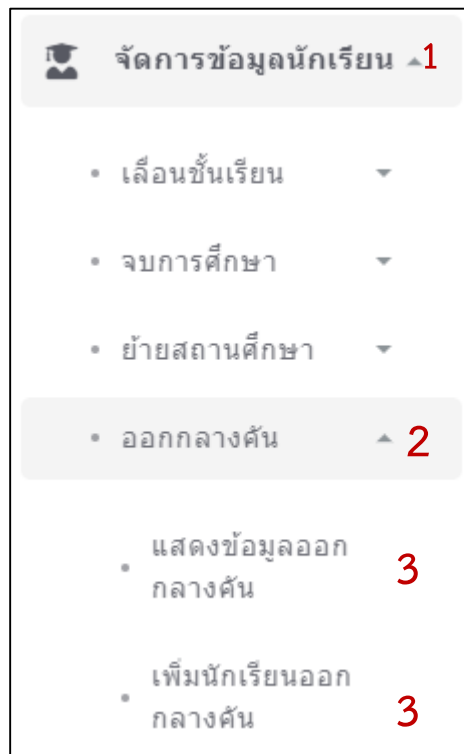 จัดการข้อมูลนักเรียน 1
เลื่อนชั้นเรียน
จบการศึกษา
ย้ายสถานศึกษา
ออกกลางคัน 2
แสดงข้อมูลออก
กลางคัน 3
เพิ่มนักเรียนออก
กลางคัน 3